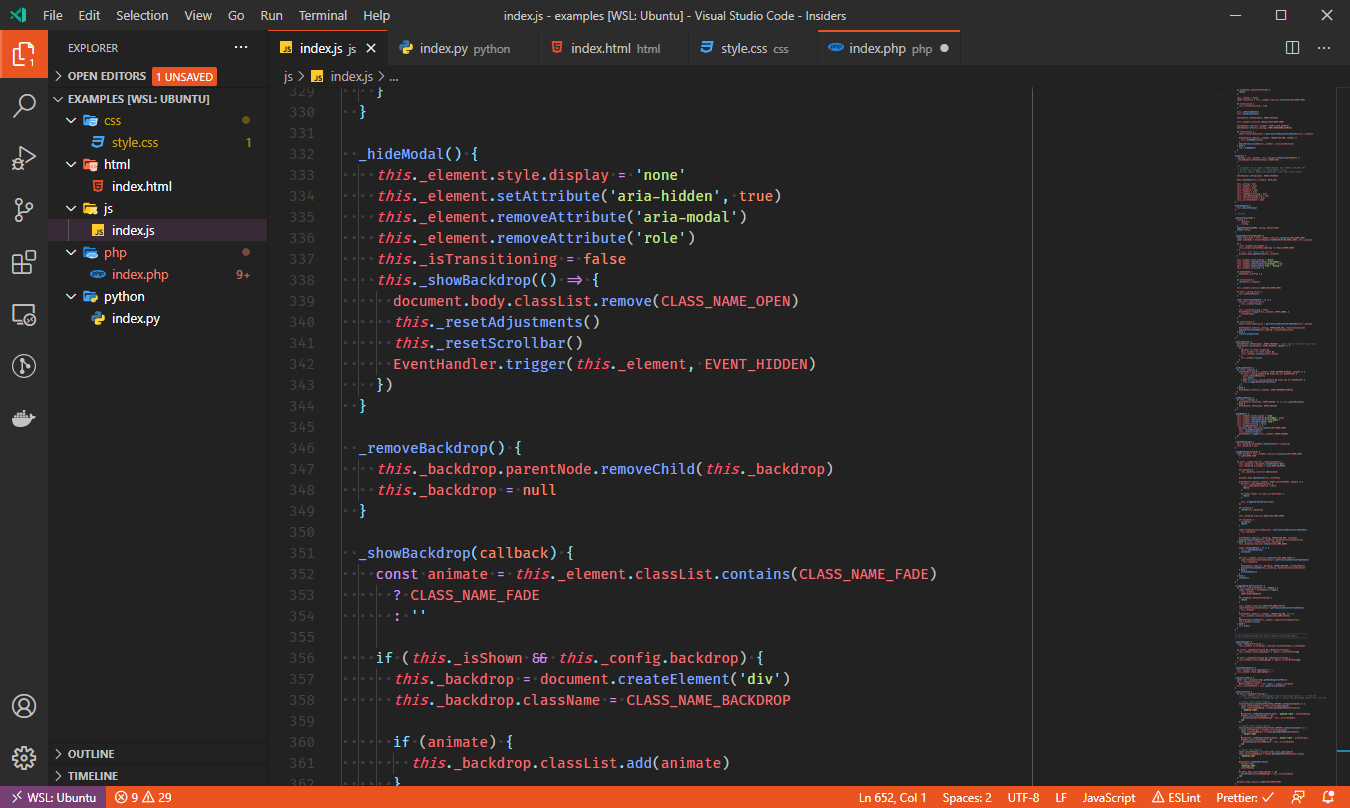 File Edit Selection View Go Run Terminal Help
index.js - examples [WSL: Ubuntu] - Visual Studio Code - Insiders
1
EXPLORER ···
OPEN EDITORS 1 UNSAVED
EXAMPLES [WSL: UBUNTU]
css
style.css 1
html
index.html
js
JS index.js
php
index.php 9+
python
index.py
OUTLINE
TIMELINE
JS index.js js
index.py python
index.html html
style.css css
index.php php
js > JS index.js > ...
329 }
330 }
331
332 _hideModal() {
333 this._element.style.display = 'none'
334 this._element.setAttribute('aria-hidden', true)
335 this._element.removeAttribute('aria-modal')
336 this._element.removeAttribute('role')
337 this._isTransitioning = false
338 this._showBackdrop(() => {
339 document.body.classList.remove(CLASS_NAME_OPEN)
340 this._resetAdjustments()
341 this._resetScrollbar()
342 EventHandler.trigger(this._element, EVENT_HIDDEN)
343 })
344 }
345
346 _removeBackdrop() {
347 this._backdrop.parentNode.removeChild(this._backdrop)
348 this._backdrop = null
349 }
350
351 _showBackdrop(callback) {
352 const animate = this._element.classList.contains(CLASS_NAME_FADE)
353 ? CLASS_NAME_FADE
354 : ''
355
356 if (this._isShown && this._config.backdrop) {
357 this._backdrop = document.createElement('div')
358 this._backdrop.className = CLASS_NAME_BACKDROP
359
360 if (animate) {
361 this._backdrop.classList.add(animate)
362 }
WSL: Ubuntu 9 29
Ln 652, Col 1 Spaces: 2 UTF-8 LF JavaScript ESLint Prettier: ✓